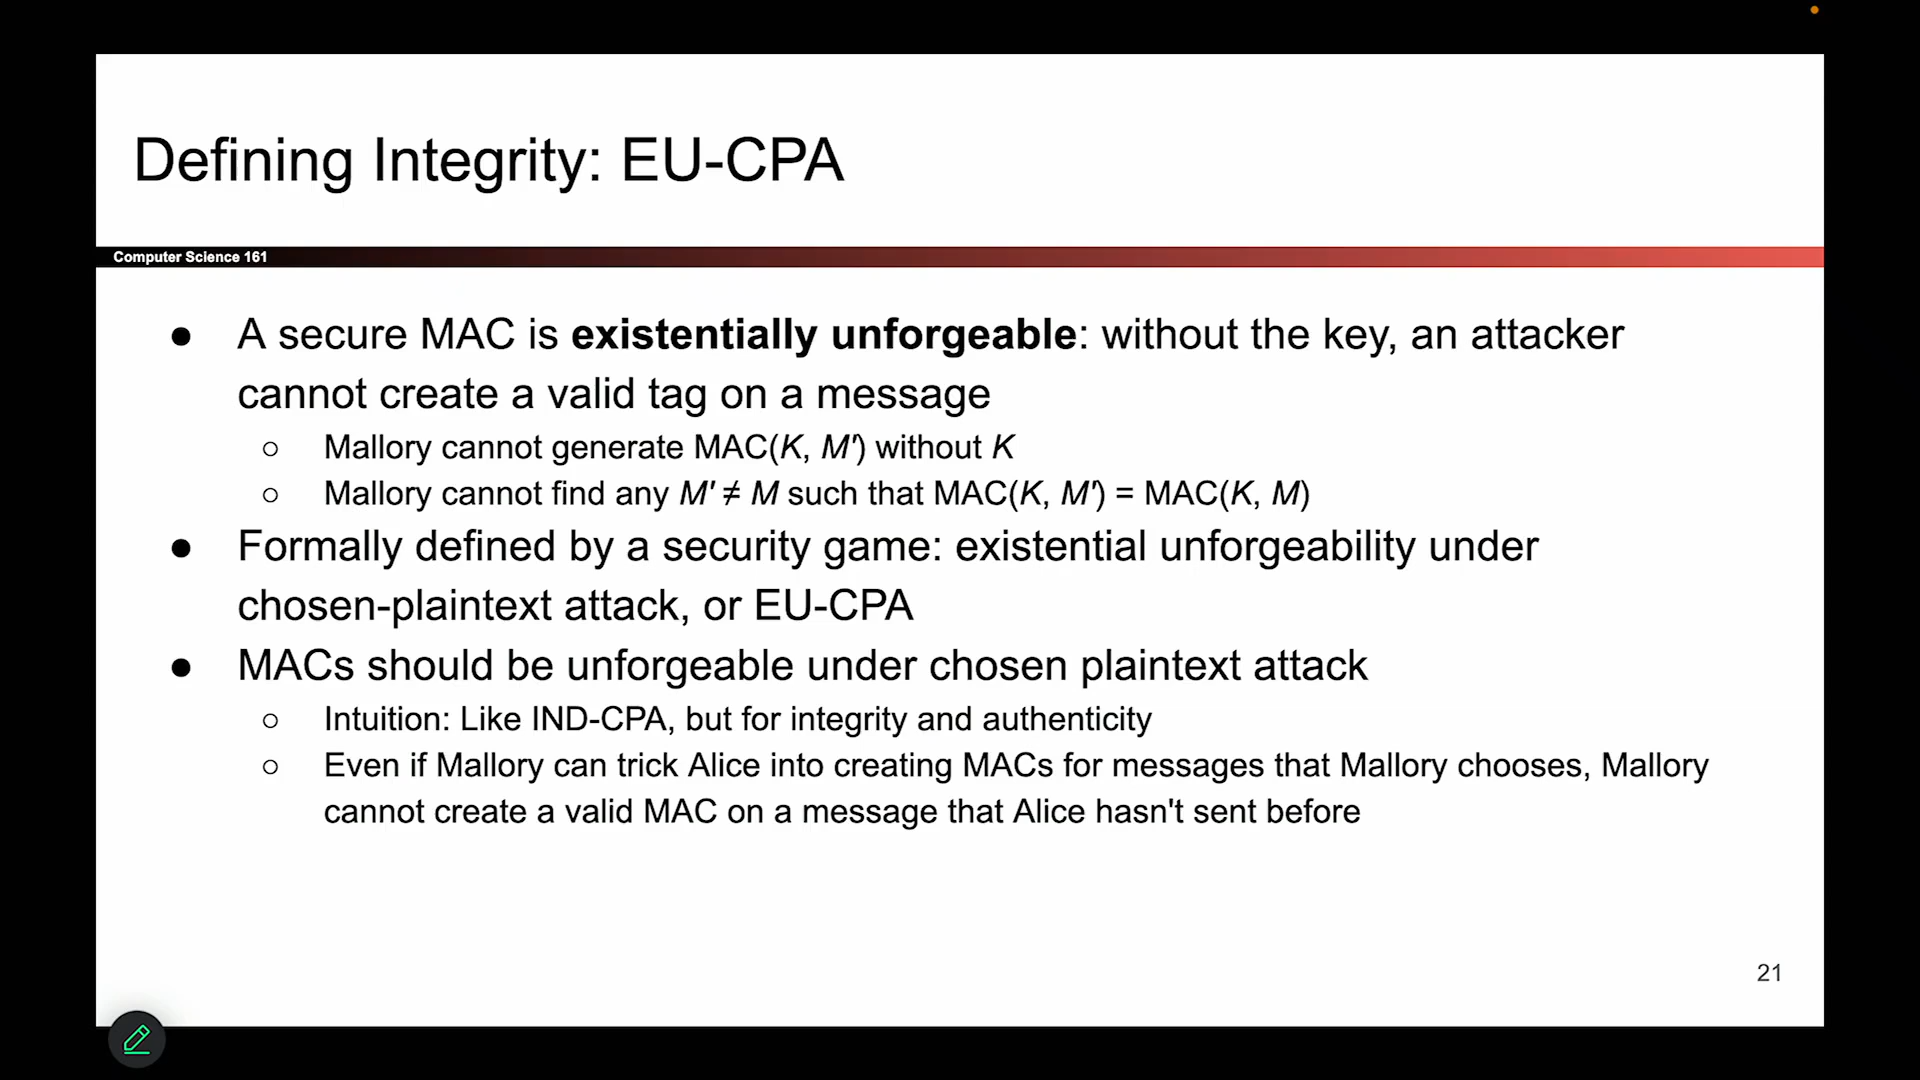 Defining Integrity: EU-CPA
Computer Science 161
● A secure MAC is existentially unforgeable: without the key, an attacker
cannot create a valid tag on a message
○ Mallory cannot generate MAC(K, M′) without K
○ Mallory cannot find any M′ ≠ M such that MAC(K, M′) = MAC(K, M)
● Formally defined by a security game: existential unforgeability under
chosen-plaintext attack, or EU-CPA
● MACs should be unforgeable under chosen plaintext attack
○ Intuition: Like IND-CPA, but for integrity and authenticity
○ Even if Mallory can trick Alice into creating MACs for messages that Mallory chooses, Mallory
cannot create a valid MAC on a message that Alice hasn't sent before
21